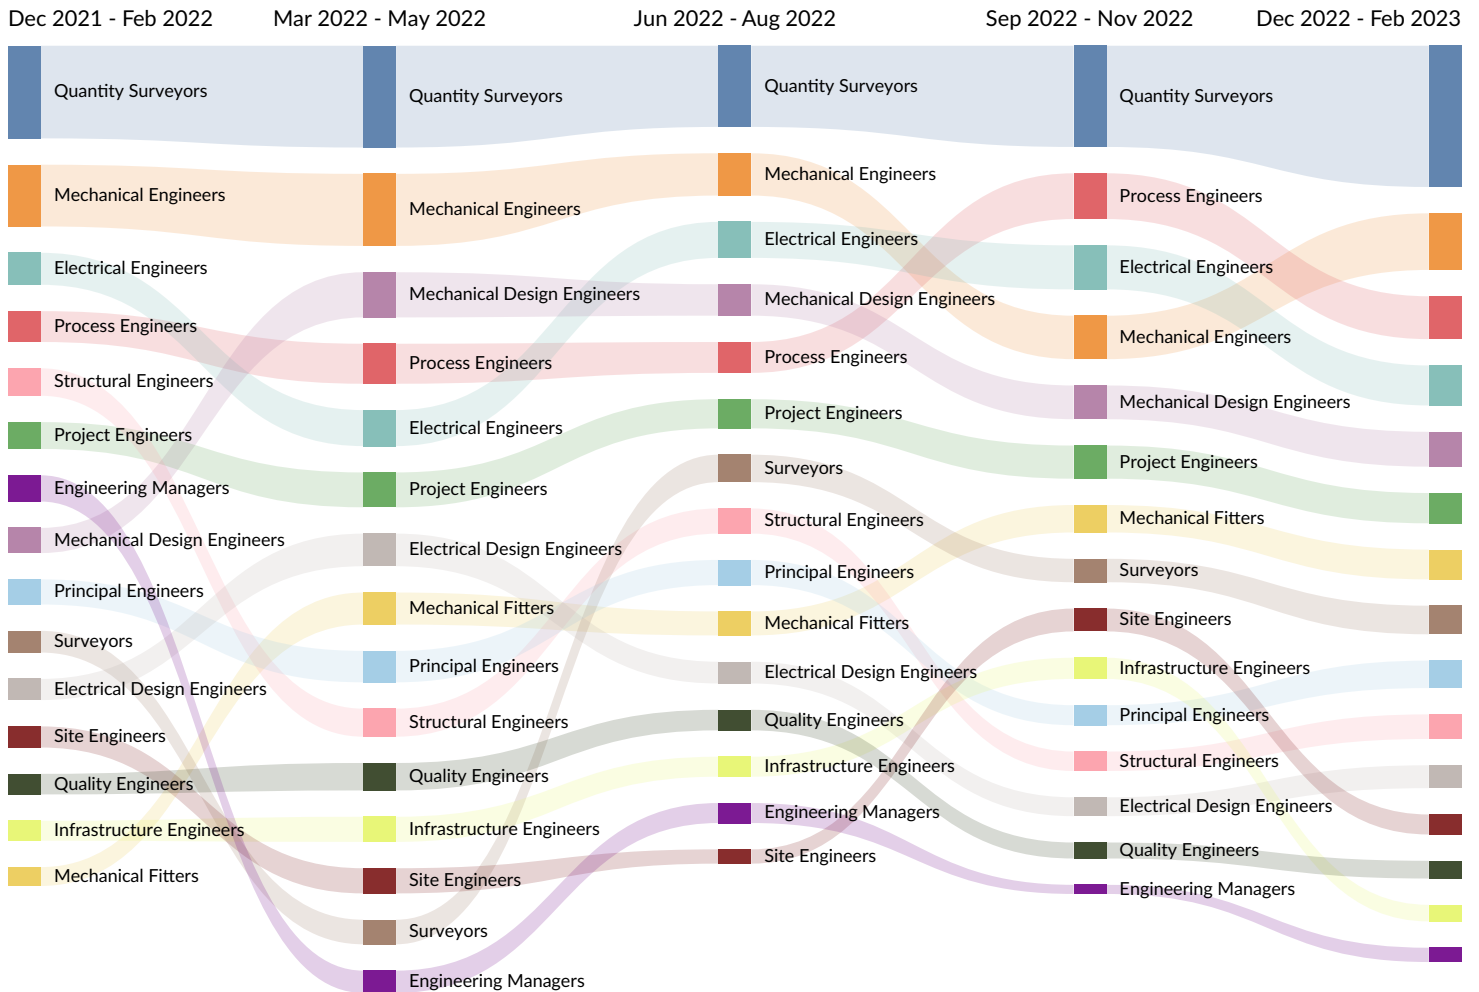 Dec 2021 - Feb 2022
Mar 2022 - May 2022
Jun 2022 - Aug 2022
Sep 2022 - Nov 2022
Dec 2022 - Feb 2023
Quantity Surveyors
Mechanical Engineers
Electrical Engineers
Process Engineers
Structural Engineers
Project Engineers
Engineering Managers
Mechanical Design Engineers
Principal Engineers
Surveyors
Electrical Design Engineers
Site Engineers
Quality Engineers
Infrastructure Engineers
Mechanical Fitters
Quantity Surveyors
Mechanical Engineers
Mechanical Design Engineers
Process Engineers
Electrical Engineers
Project Engineers
Electrical Design Engineers
Mechanical Fitters
Principal Engineers
Structural Engineers
Quality Engineers
Infrastructure Engineers
Site Engineers
Surveyors
Engineering Managers
Quantity Surveyors
Mechanical Engineers
Electrical Engineers
Mechanical Design Engineers
Process Engineers
Project Engineers
Surveyors
Structural Engineers
Principal Engineers
Mechanical Fitters
Electrical Design Engineers
Quality Engineers
Infrastructure Engineers
Engineering Managers
Site Engineers
Quantity Surveyors
Process Engineers
Electrical Engineers
Mechanical Engineers
Mechanical Design Engineers
Project Engineers
Mechanical Fitters
Surveyors
Site Engineers
Infrastructure Engineers
Principal Engineers
Structural Engineers
Electrical Design Engineers
Quality Engineers
Engineering Managers